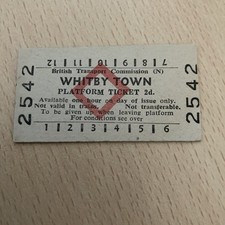 7 8 9 10 11 12
British Transport Commission (N)
WHITBY TOWN
PLATFORM TICKET 2d.
Available one hour on day of issue only.
Not valid in trains. Not transferable.
To be given up when leaving platform
For conditions see over
1 2 3 4 5 6
2542
2542